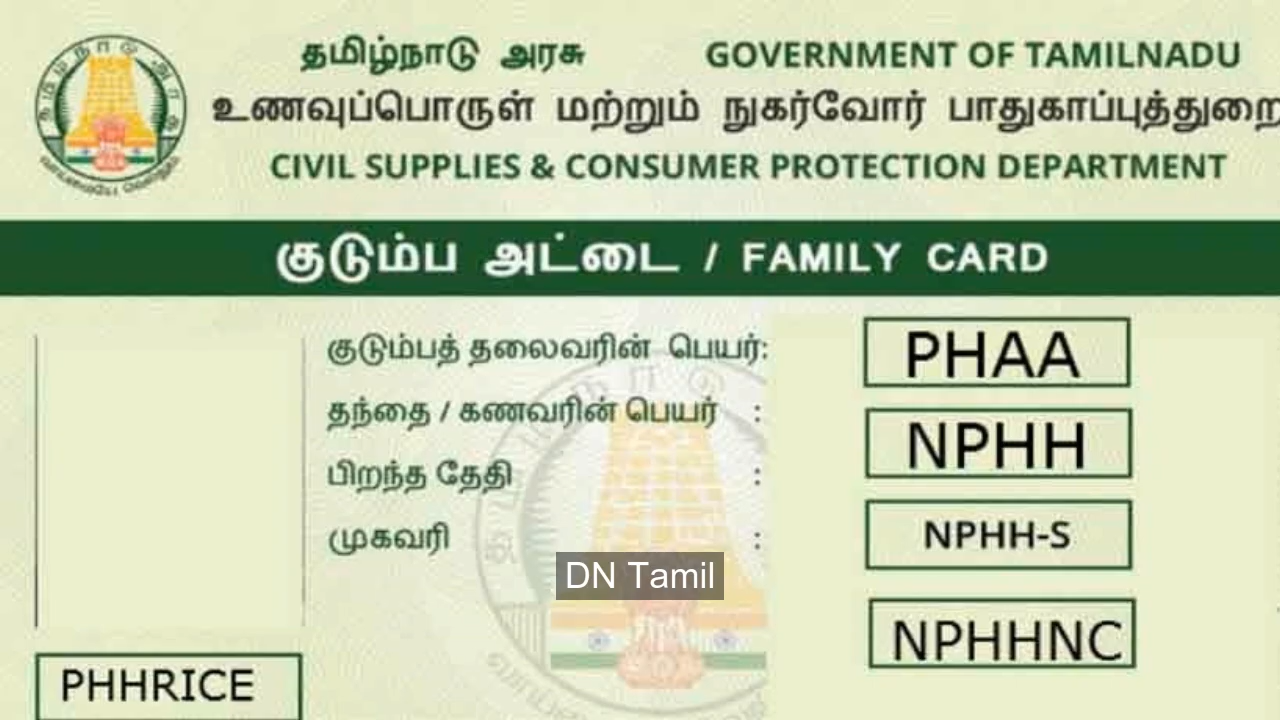 தமிழ்நாடு அரசு GOVERNMENT OF TAMILNADU
உணவுப்பொருள் மற்றும் நுகர்வோர் பாதுகாப்புத்துறை
CIVIL SUPPLIES & CONSUMER PROTECTION DEPARTMENT
குடும்ப அட்டை / FAMILY CARD
குடும்பத் தலைவரின் பெயர்:
தந்தை / கணவரின் பெயர் :
பிறந்த தேதி :
முகவரி :
PHAA
NPHH
NPHH-S
NPHHNC
DN Tamil
PHHRICE